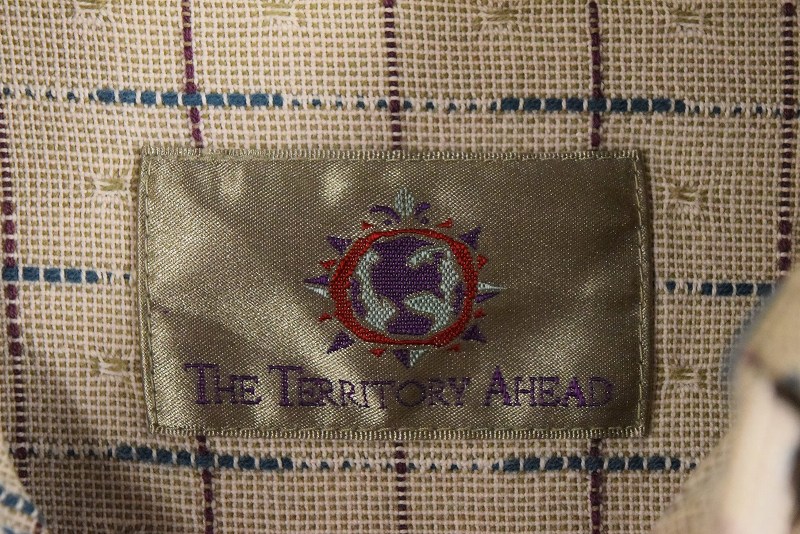 THE TERRITORY AHEAD